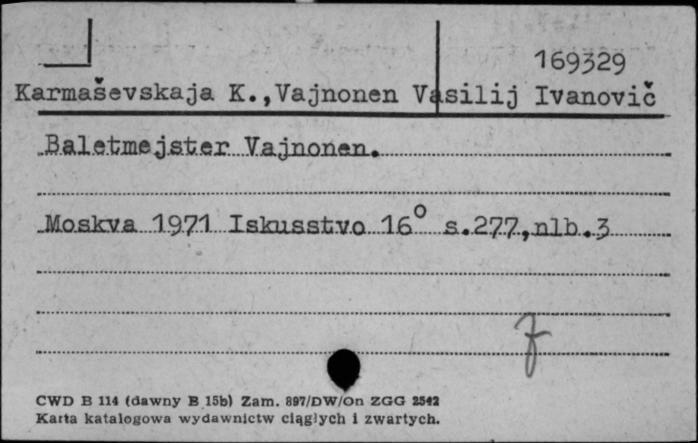 169329
Karmaševskaja K.,Vajnonen Vasilij Ivanovič
Baletmejster Vajnonen.
Moskva 1971 Iskusstvo 16° s.277,nlb.3
CWD B 114 (dawny B 15b) Zam. 897/DW/On ZGG 2542
Karta katalogowa wydawnictw ciągłych i zwartych.